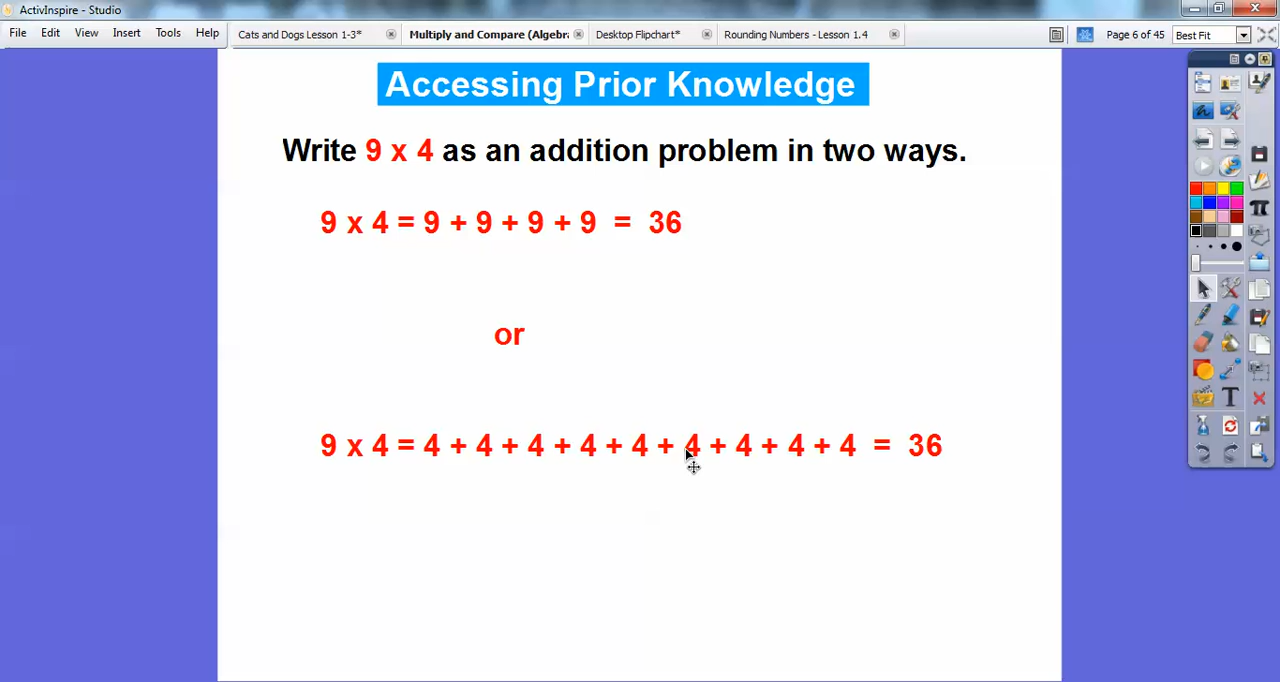 ActivInspire - Studio
File Edit View Insert Tools Help
Cats and Dogs Lesson 1-3* Multiply and Compare (Algebra Desktop Flipchart* Rounding Numbers - Lesson 1.4 Page 6 of 45 Best Fit
Accessing Prior Knowledge
Write 9 x 4 as an addition problem in two ways.
9 x 4 = 9 + 9 + 9 + 9 = 36
or
9 x 4 = 4 + 4 + 4 + 4 + 4 + 4 + 4 + 4 + 4 = 36